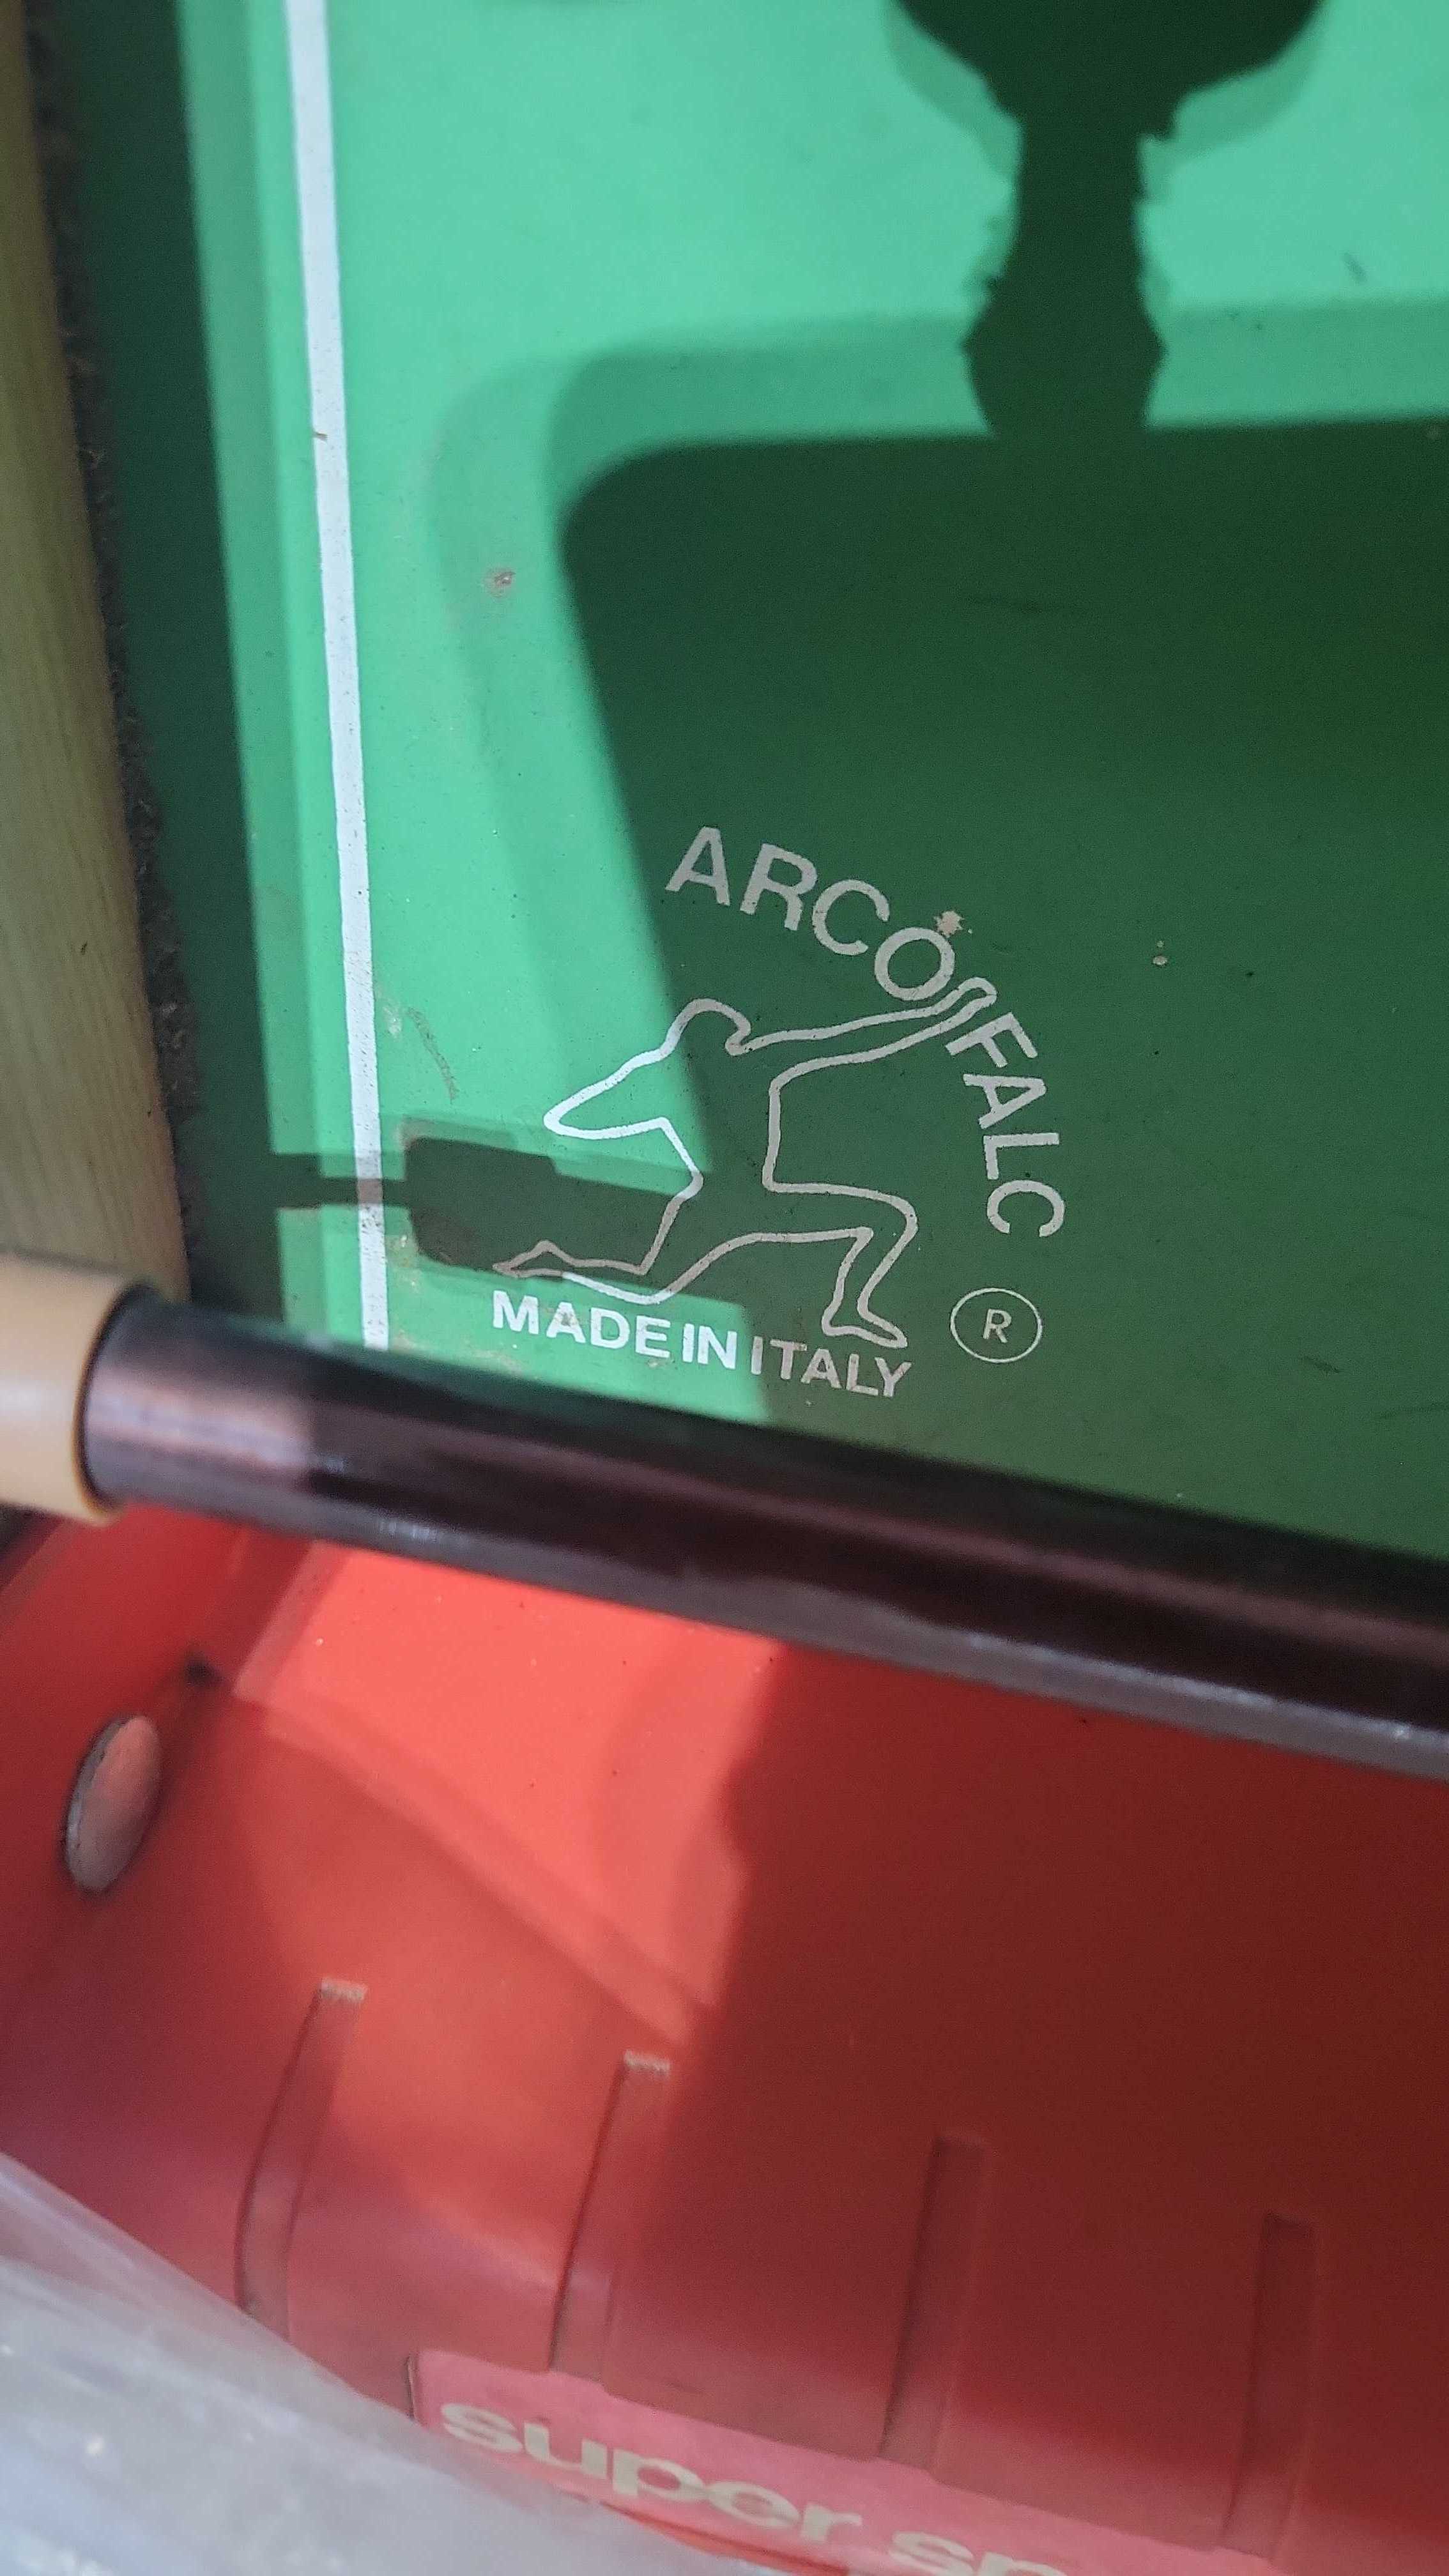 ARCOFALC
MADE IN ITALY
R
super